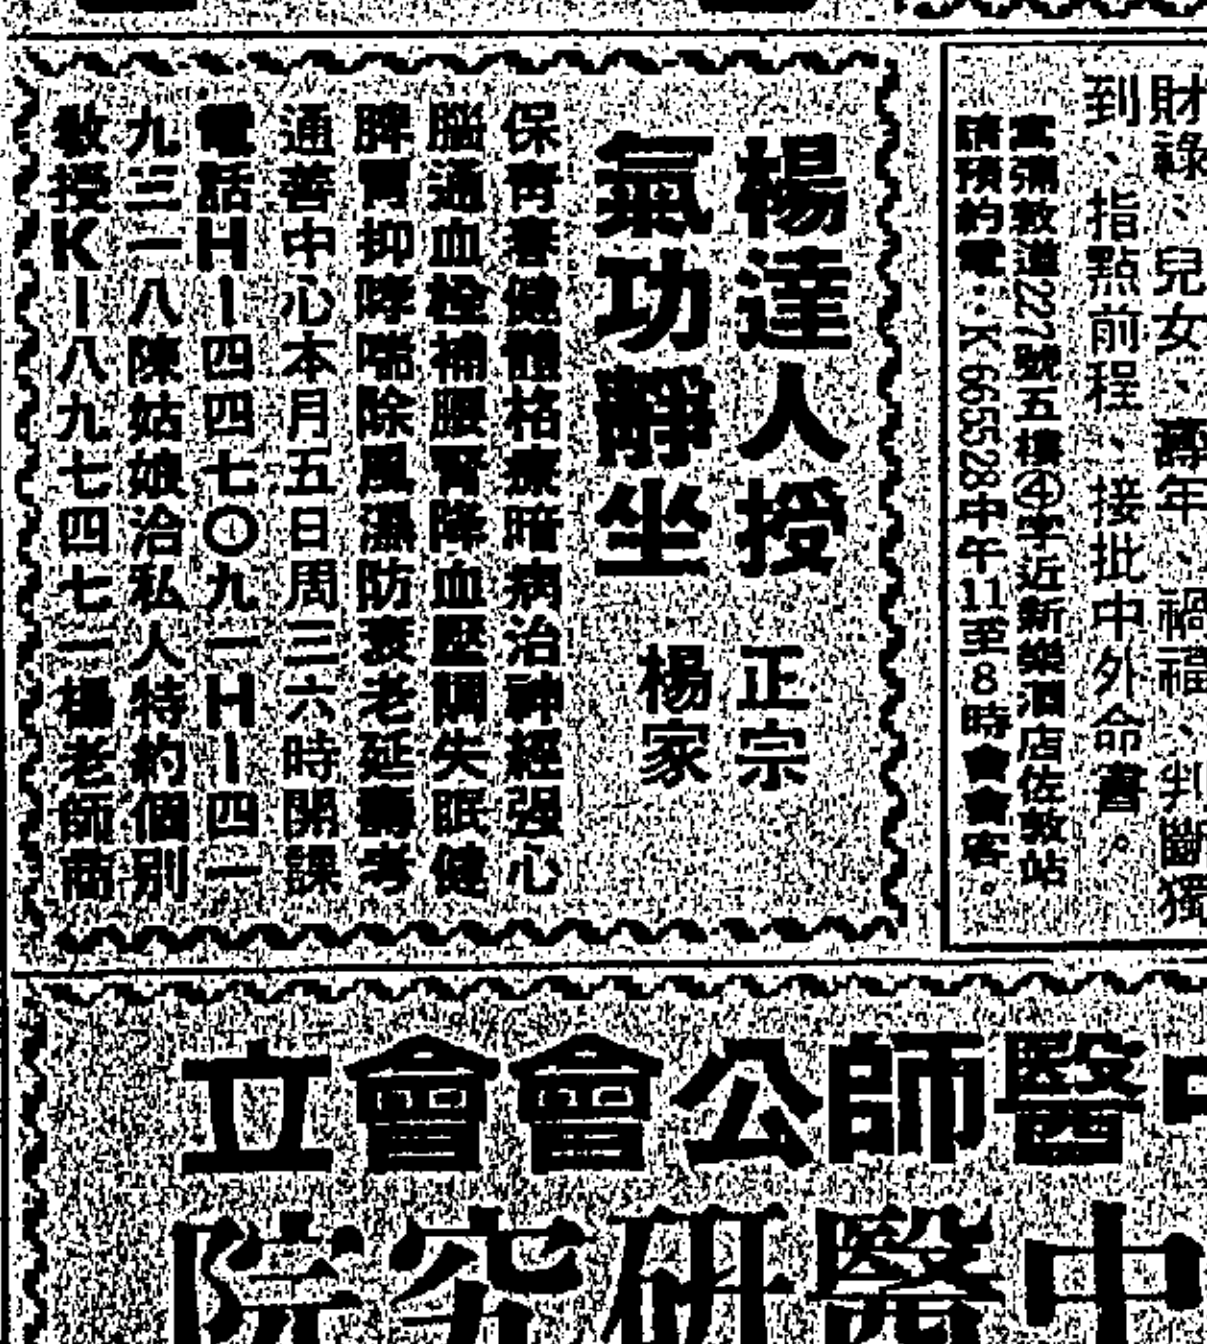 財祿…兒女、壽年、禍福、判斷獨
到、指點前程、接批中外命書。
寓彌敦道227號五樓④字近新樂酒店佐敦站
請預約電：K‧665528中午11至8時會會客。
楊達人授 正宗
氣功靜坐 楊家
保靑春健體格療暗病治神經强心
腦通血栓補腰腎降血壓調失眠健
脾胃抑哮喘除風濕防衰老延壽考
通善中心本月五日周三六時開課
電話H—四四七〇九一H—四一
九三一八陳姑娘洽私人特約個別
敎授K—八九七四七二楊老師商
立會會公師醫中
院究研醫中